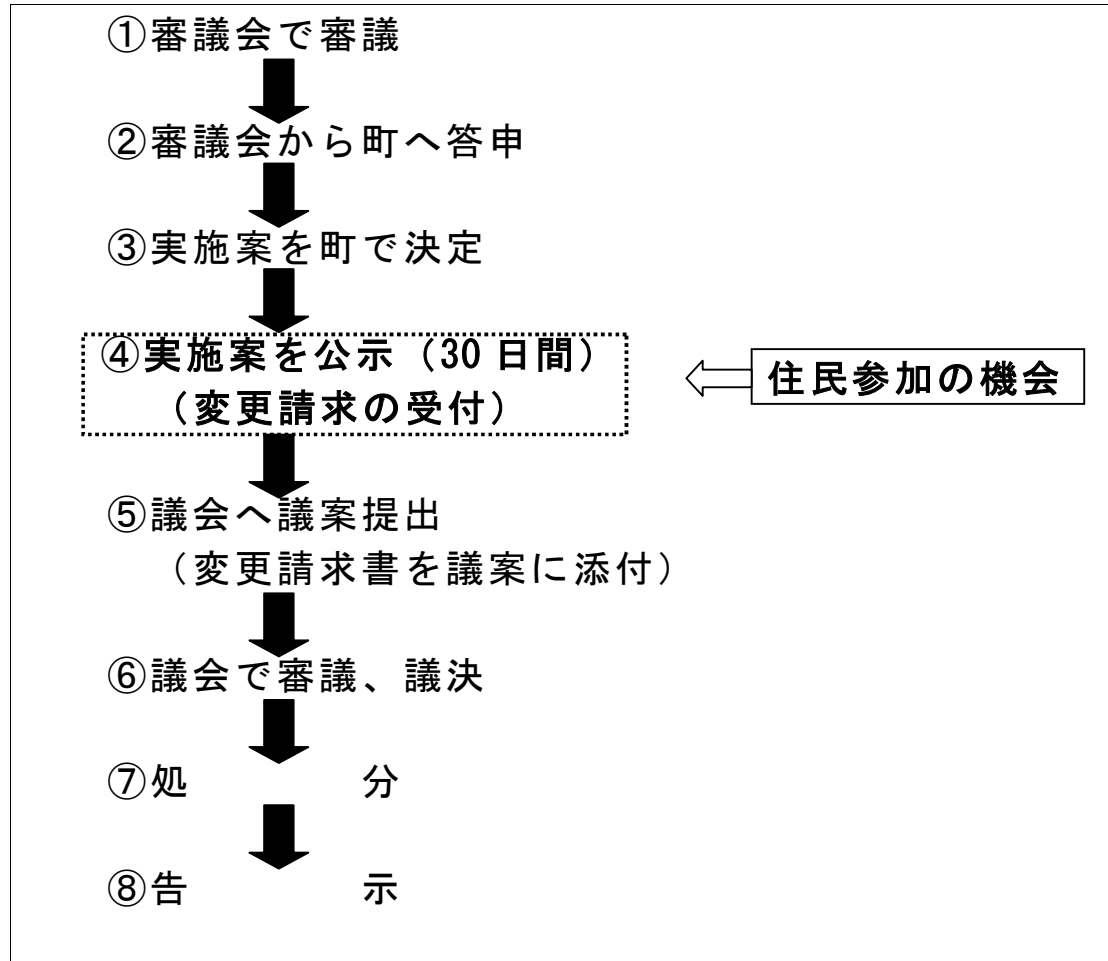 ①審議会で審議
②審議会から町へ答申
③実施案を町で決定
④実施案を公示（30日間）
（変更請求の受付）
住民参加の機会
⑤議会へ議案提出
（変更請求書を議案に添付）
⑥議会で審議、議決
⑦処　　　　分
⑧告　　　　示